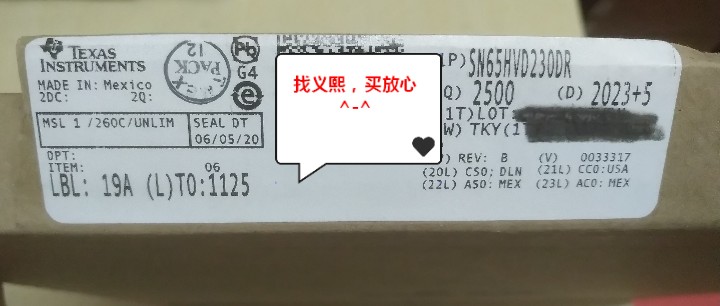 TEXAS
INSTRUMENTS
MADE IN: Mexico
2DC: 2Q:
MSL 1 /260C/UNLIM
SEAL DT
06/05/20
OPT:
ITEM: 06
LBL: 19A (L)TO:1125
PACK
12
Pb
G4
e
找义熙，买放心
^-^
1P)SN65HVD230DR
Q) 2500 (D) 2023+5
1T)LOT:
W) TKY(1T
) REV: B (V) 0033317
(20L) CSO: DLN (21L) CCO:USA
(22L) ASO: MEX (23L) ACO: MEX